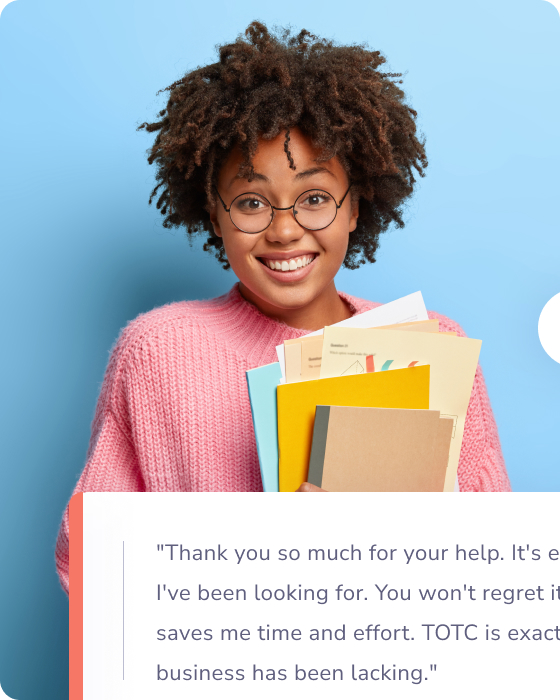 "Thank you so much for your help. It's e
I've been looking for. You won't regret it
saves me time and effort. TOTC is exact
business has been lacking."